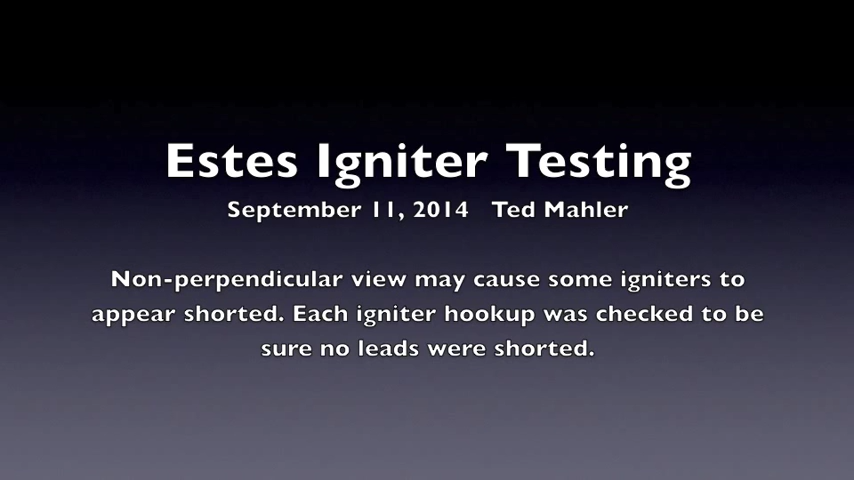 Estes Igniter Testing
September 11, 2014 Ted Mahler
Non-perpendicular view may cause some igniters to
appear shorted. Each igniter hookup was checked to be
sure no leads were shorted.